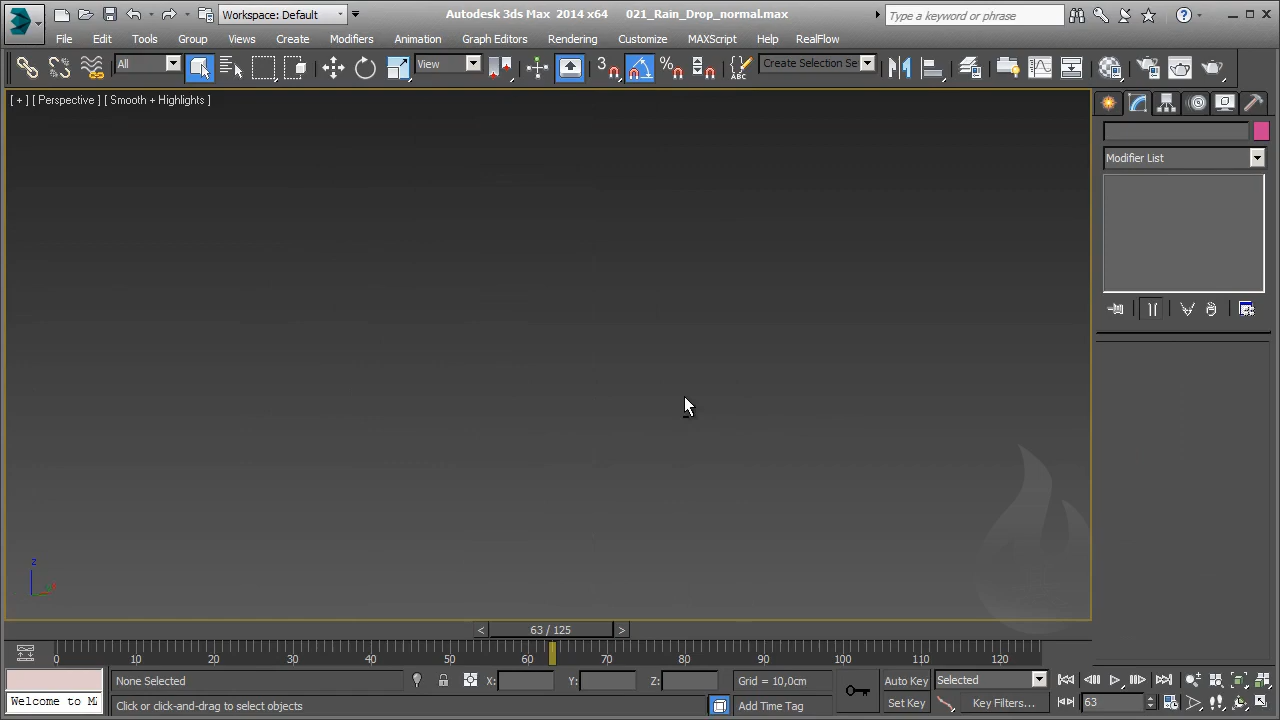 Autodesk 3ds Max 2014 x64 021_Rain_Drop_normal.max
Workspace: Default
Type a keyword or phrase
File Edit Tools Group Views Create Modifiers Animation Graph Editors Rendering Customize MAXScript Help RealFlow
All View 3 Create Selection Se
[ + ] [ Perspective ] [ Smooth + Highlights ]
Modifier List
z
< 63 / 125 >
0 10 20 30 40 50 60 70 80 90 100 110 120
None Selected X: Y: Z: Grid = 10,0cm Auto Key Selected
Welcome to M Click or click-and-drag to select objects Add Time Tag Set Key Key Filters... 63